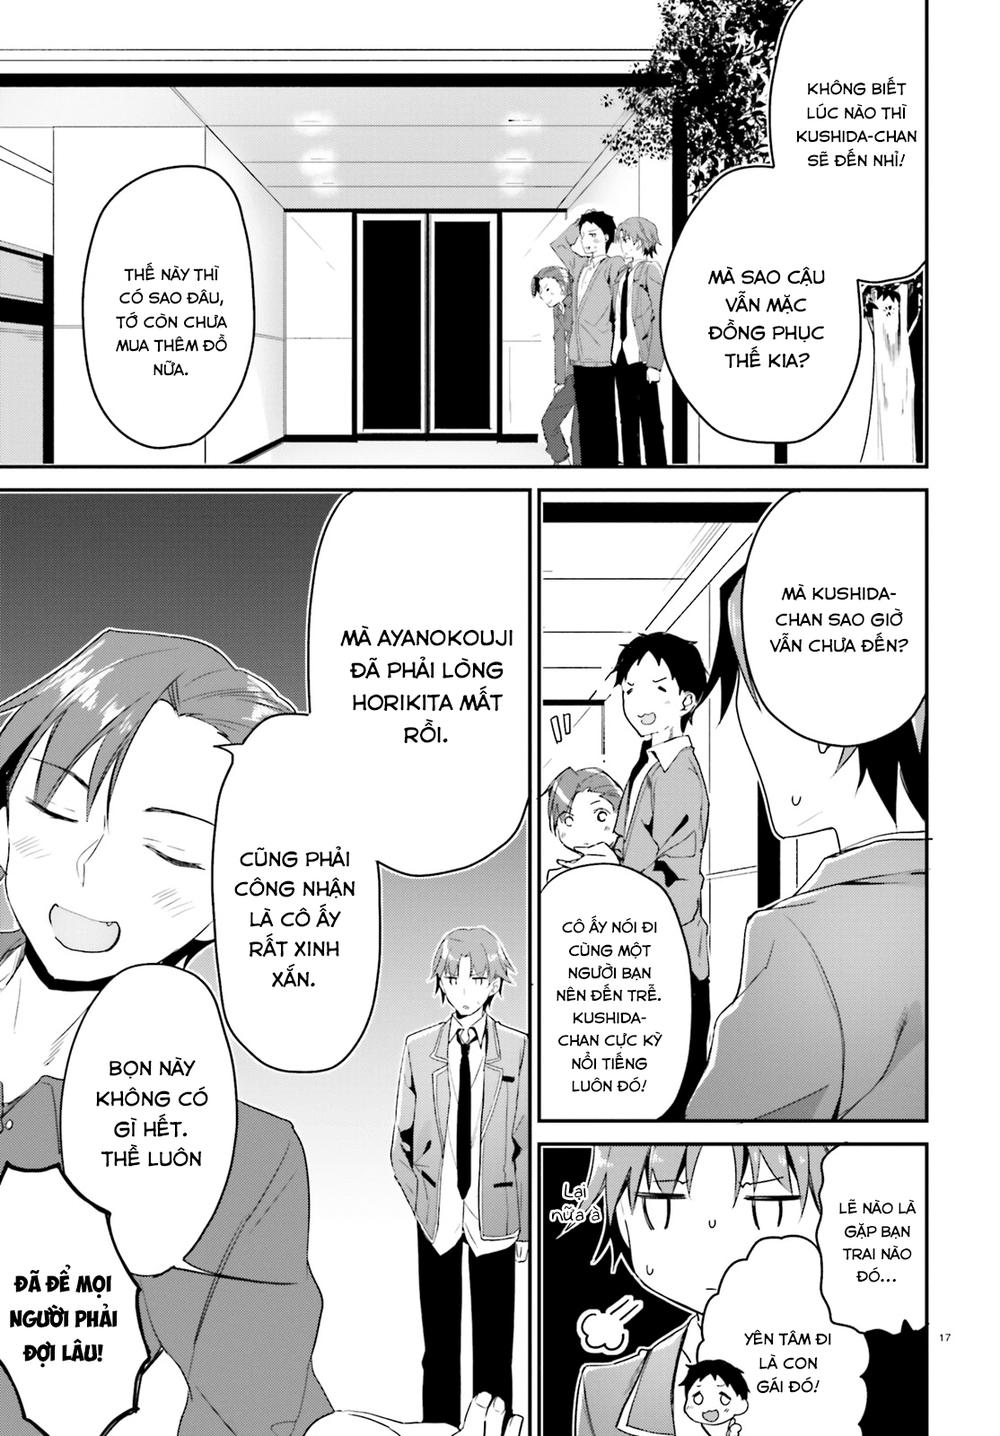 KHÔNG BIẾT
LÚC NÀO THÌ
KUSHIDA-CHAN
SẼ ĐẾN NHỈ!
MÀ SAO CẬU
VẪN MẶC
ĐỒNG PHỤC
THẾ KIA?
THẾ NÀY THÌ
CÓ SAO ĐÂU,
TỚ CÒN CHƯA
MUA THÊM ĐỒ
NỮA.
MÀ KUSHIDA-
CHAN SAO GIỜ
VẪN CHƯA ĐẾN?
CÔ ẤY NÓI ĐI
CÙNG MỘT
NGƯỜI BẠN
NÊN ĐẾN TRỄ.
KUSHIDA-
CHAN CỰC KỲ
NỔI TIẾNG
LUÔN ĐÓ!
LẼ NÀO LÀ
GẶP BẠN
TRAI NÀO
ĐÓ...
Lại
nữa à
YÊN TÂM ĐI
LÀ CON
GÁI ĐÓ!
MÀ AYANOKOUJI
ĐÃ PHẢI LÒNG
HORIKITA MẤT
RỒI.
CŨNG PHẢI
CÔNG NHẬN
LÀ CÔ ẤY
RẤT XINH
XẮN.
BỌN NÀY
KHÔNG CÓ
GÌ HẾT.
THỀ LUÔN
ĐÃ ĐỂ MỌI
NGƯỜI PHẢI
ĐỢI LÂU!
17